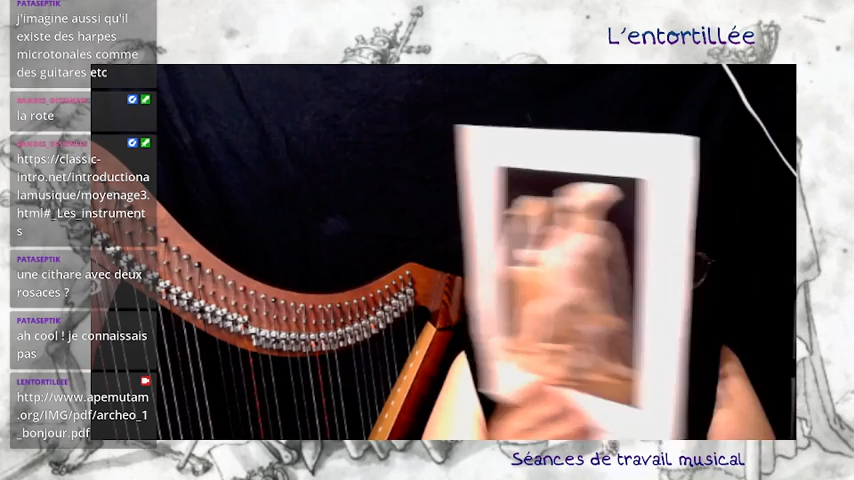 PATASEPTIK
j'imagine aussi qu'il
existe des harpes
microtonales comme
des guitares etc
la rote
https://classic-
intro.net/introductiona
lamusique/moyenage3.
html#_Les_instrument
s
PATASEPTIK
une cithare avec deux
rosaces ?
PATASEPTIK
ah cool ! je connaissais
pas
LENTORTILLEE
http://www.apemutam
.org/IMG/pdf/archeo_1
_bonjour.pdf
L'entortillée
Séances de travail musical